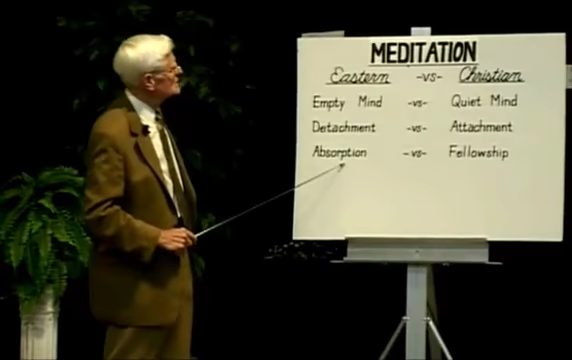 MEDITATION
Eastern -vs- Christian
Empty Mind -vs- Quiet Mind
Detachment -vs- Attachment
Absorption -vs- Fellowship